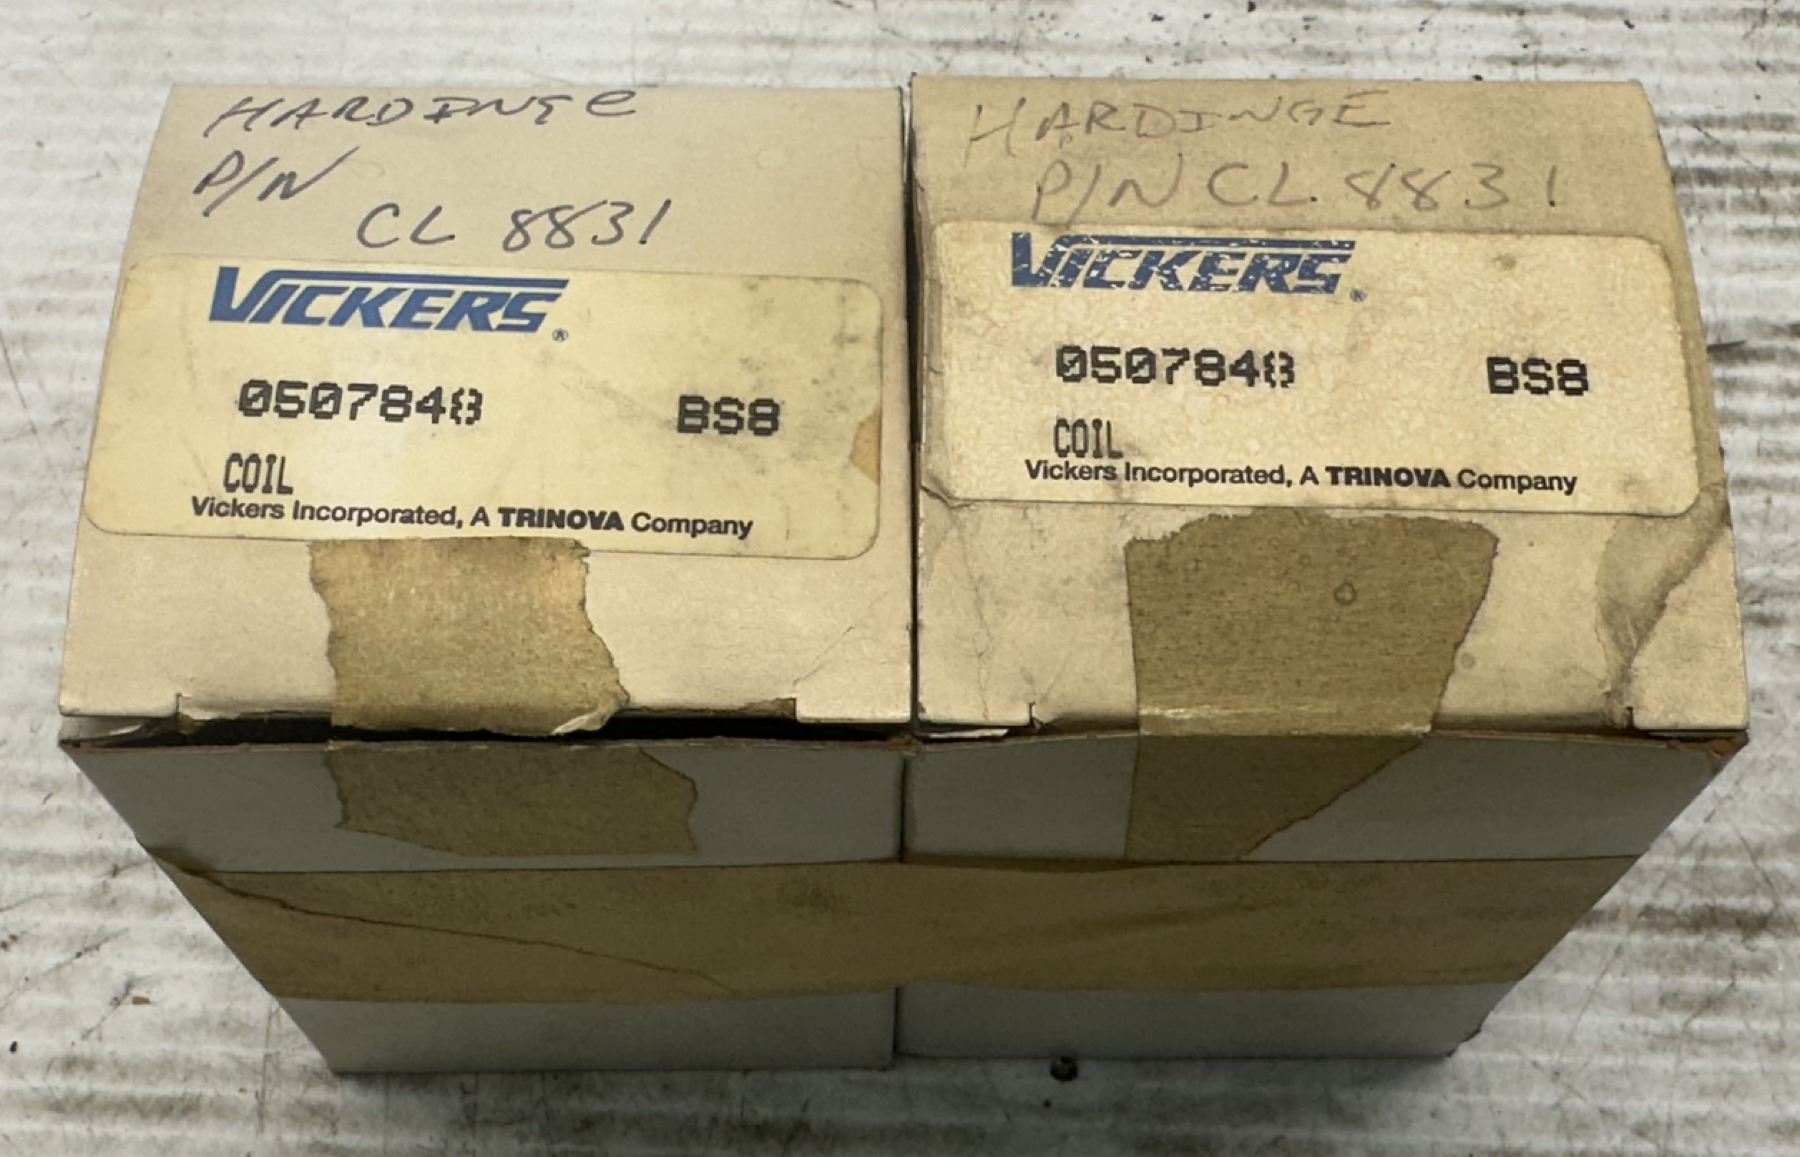 HARDINGE
P/N
CL 8831
VICKERS®
0507848 BS8
COIL
Vickers Incorporated, A TRINOVA Company
HARDINGE
P/N CL 8831
VICKERS®
0507848 BS8
COIL
Vickers Incorporated, A TRINOVA Company